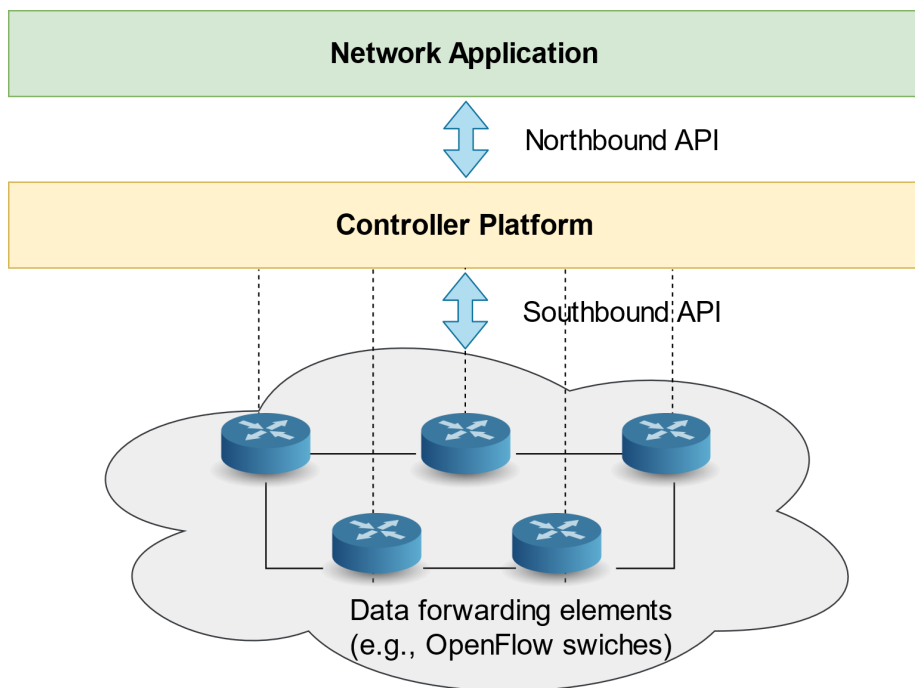 Network Application
Northbound API
Controller Platform
Southbound API
Data forwarding elements
(e.g., OpenFlow swiches)